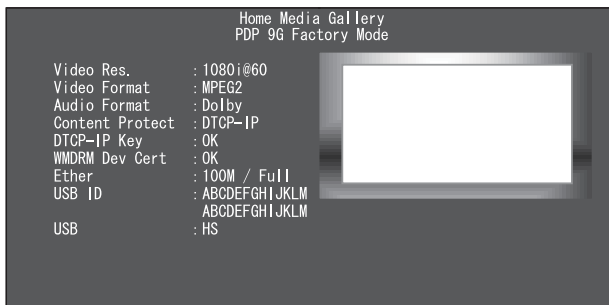 Home Media Gallery
PDP 9G Factory Mode
Video Res. : 1080i@60
Video Format : MPEG2
Audio Format : Dolby
Content Protect : DTCP-IP
DTCP-IP Key : OK
WMDRM Dev Cert : OK
Ether : 100M / Full
USB ID : ABCDEFGHIJKLM
ABCDEFGHIJKLM
USB : HS